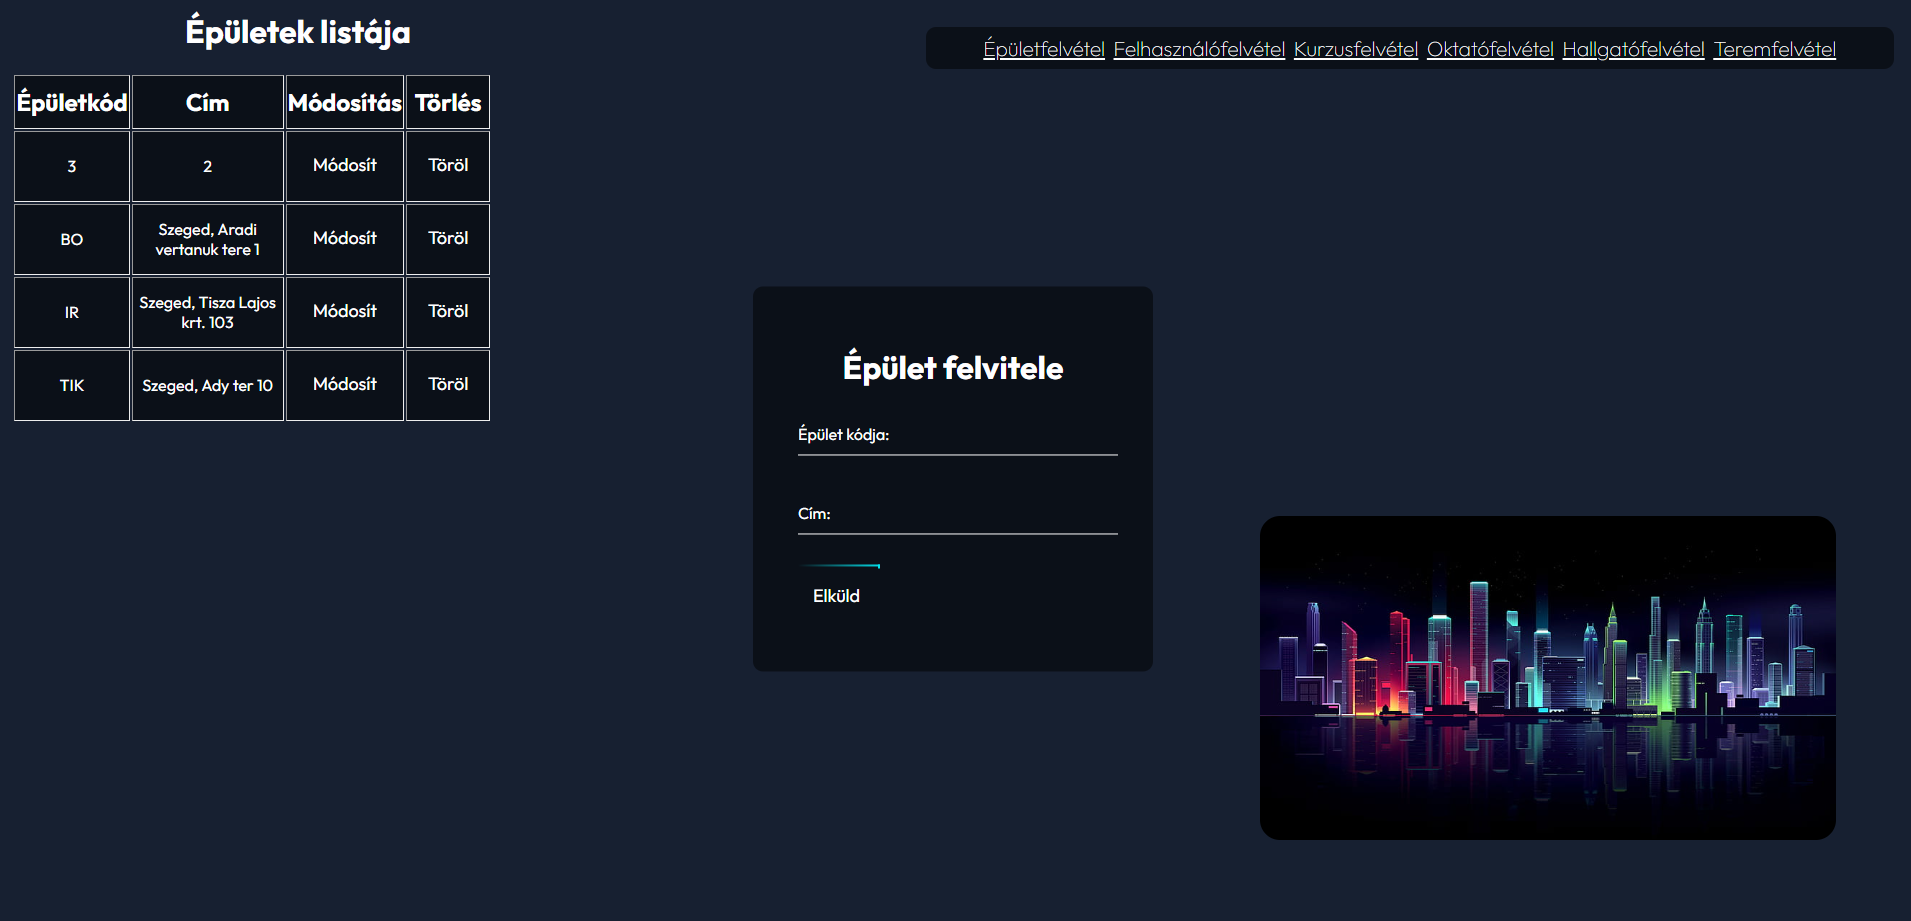 Épületek listája
Épületfelvétel Felhasználófelvétel Kurzusfelvétel Oktatófelvétel Hallgatófelvétel Teremfelvétel
Épületkód Cím Módosítás Törlés
3 2 Módosít Töröl
BO Szeged, Aradi vertanuk tere 1 Módosít Töröl
IR Szeged, Tisza Lajos krt. 103 Módosít Töröl
TIK Szeged, Ady ter 10 Módosít Töröl
Épület felvitele
Épület kódja:
Cím:
Elküld